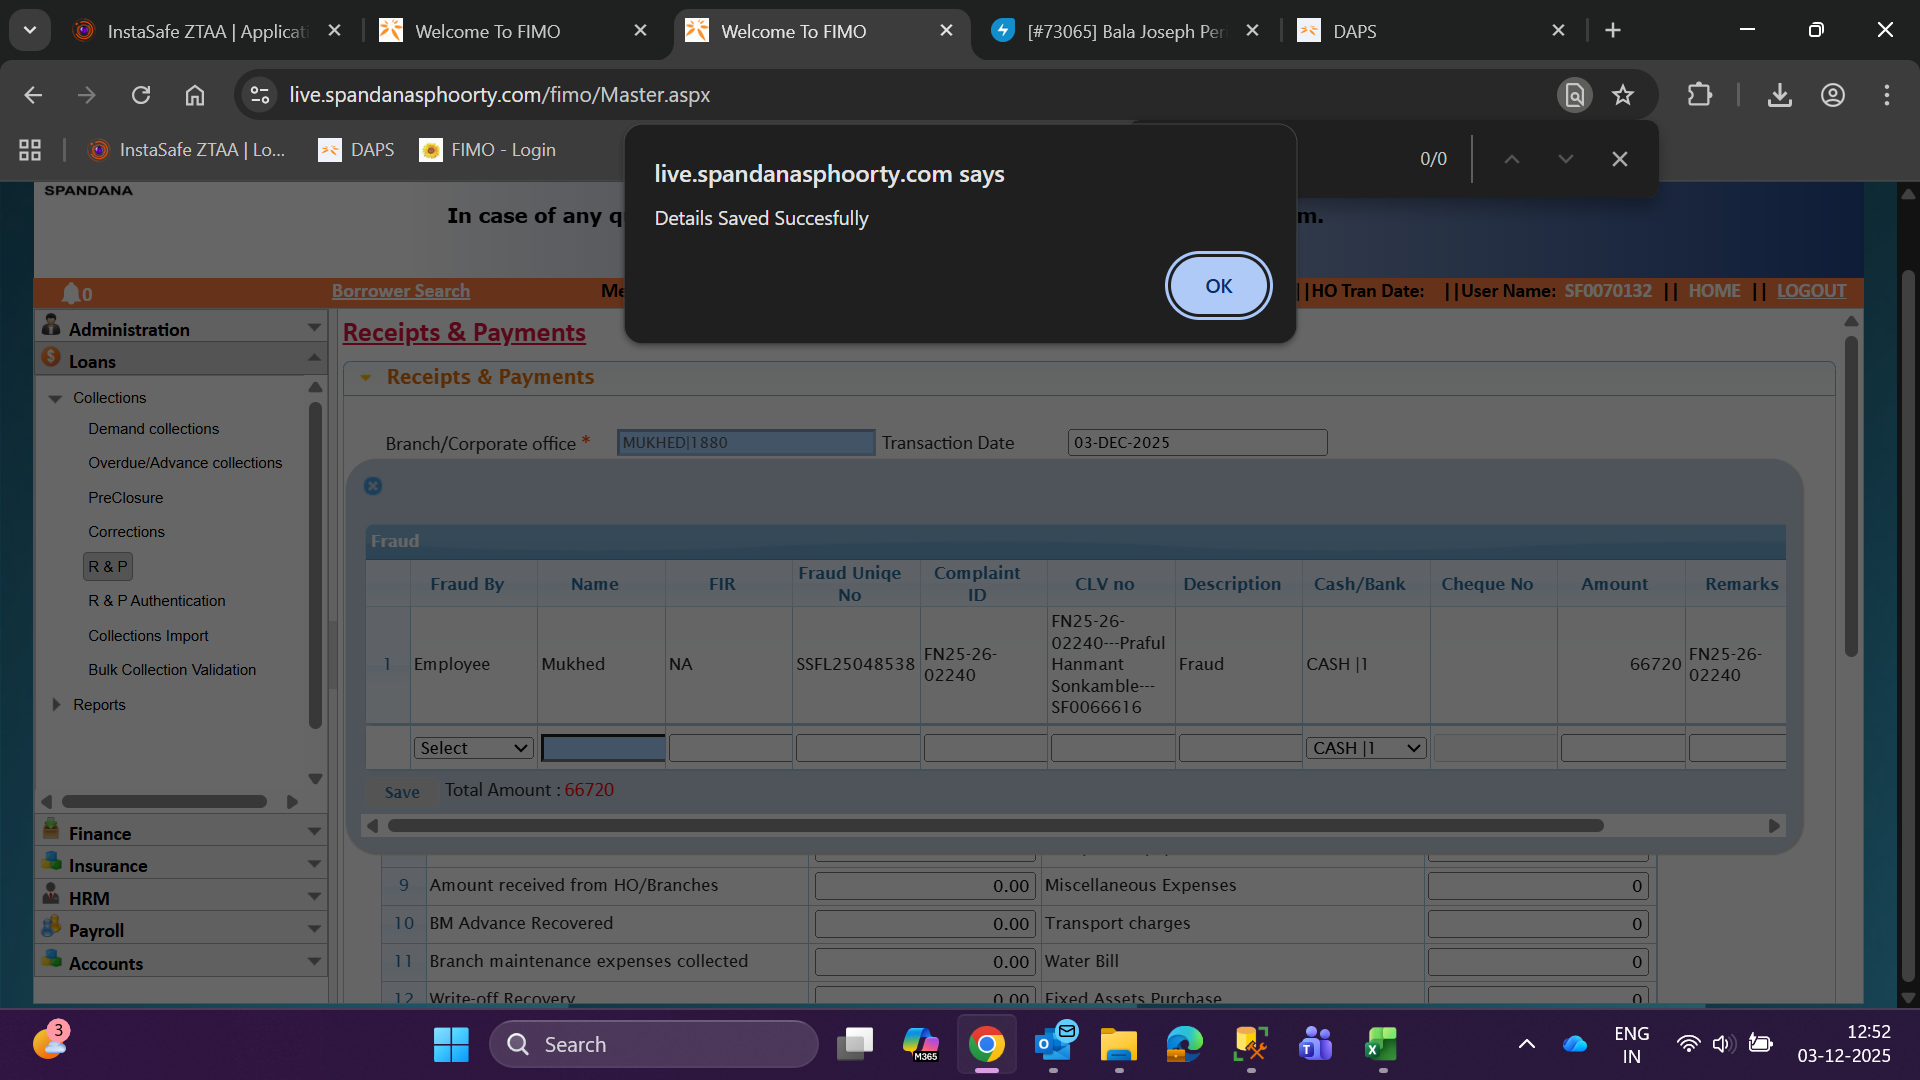 InstaSafe ZTAA | Applicati
Welcome To FIMO
Welcome To FIMO
[#73065] Bala Joseph Per
DAPS
live.spandanasphoorty.com/fimo/Master.aspx
InstaSafe ZTAA | Lo...
DAPS
FIMO - Login
0/0
live.spandanasphoorty.com says
Details Saved Succesfully
OK
SPANDANA
In case of any q
m.
0
Borrower Search
Me
||HO Tran Date: ||User Name: SF0070132 || HOME || LOGOUT
Administration
Loans
Collections
Demand collections
Overdue/Advance collections
PreClosure
Corrections
R & P
R & P Authentication
Collections Import
Bulk Collection Validation
Reports
Finance
Insurance
HRM
Payroll
Accounts
Receipts & Payments
Receipts & Payments
Branch/Corporate office * MUKHED|1880 Transaction Date 03-DEC-2025
Fraud
Fraud By Name FIR Fraud Uniqe No Complaint ID CLV no Description Cash/Bank Cheque No Amount Remarks
1 Employee Mukhed NA SSFL25048538 FN25-26-02240 FN25-26-02240---Praful Hanmant Sonkamble---SF0066616 Fraud CASH |1 66720 FN25-26-02240
Select CASH |1
Save Total Amount : 66720
9 Amount received from HO/Branches 0.00 Miscellaneous Expenses 0
10 BM Advance Recovered 0.00 Transport charges 0
11 Branch maintenance expenses collected 0.00 Water Bill 0
12 Write-off Recovery 0.00 Fixed Assets Purchase 0
3
Search
M365
ENG
IN
12:52
03-12-2025